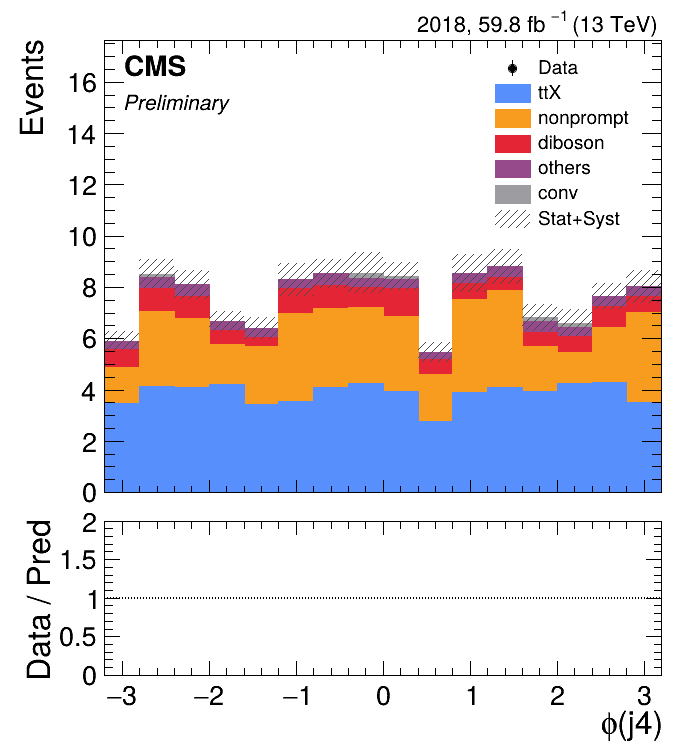 2018, 59.8 fb⁻¹ (13 TeV)
CMS
Preliminary
Events
Data
ttX
nonprompt
diboson
others
conv
Stat+Syst
16
14
12
10
8
6
4
2
0
Data / Pred
2
1.5
1
0.5
0
−3 −2 −1 0 1 2 3
ϕ(j4)